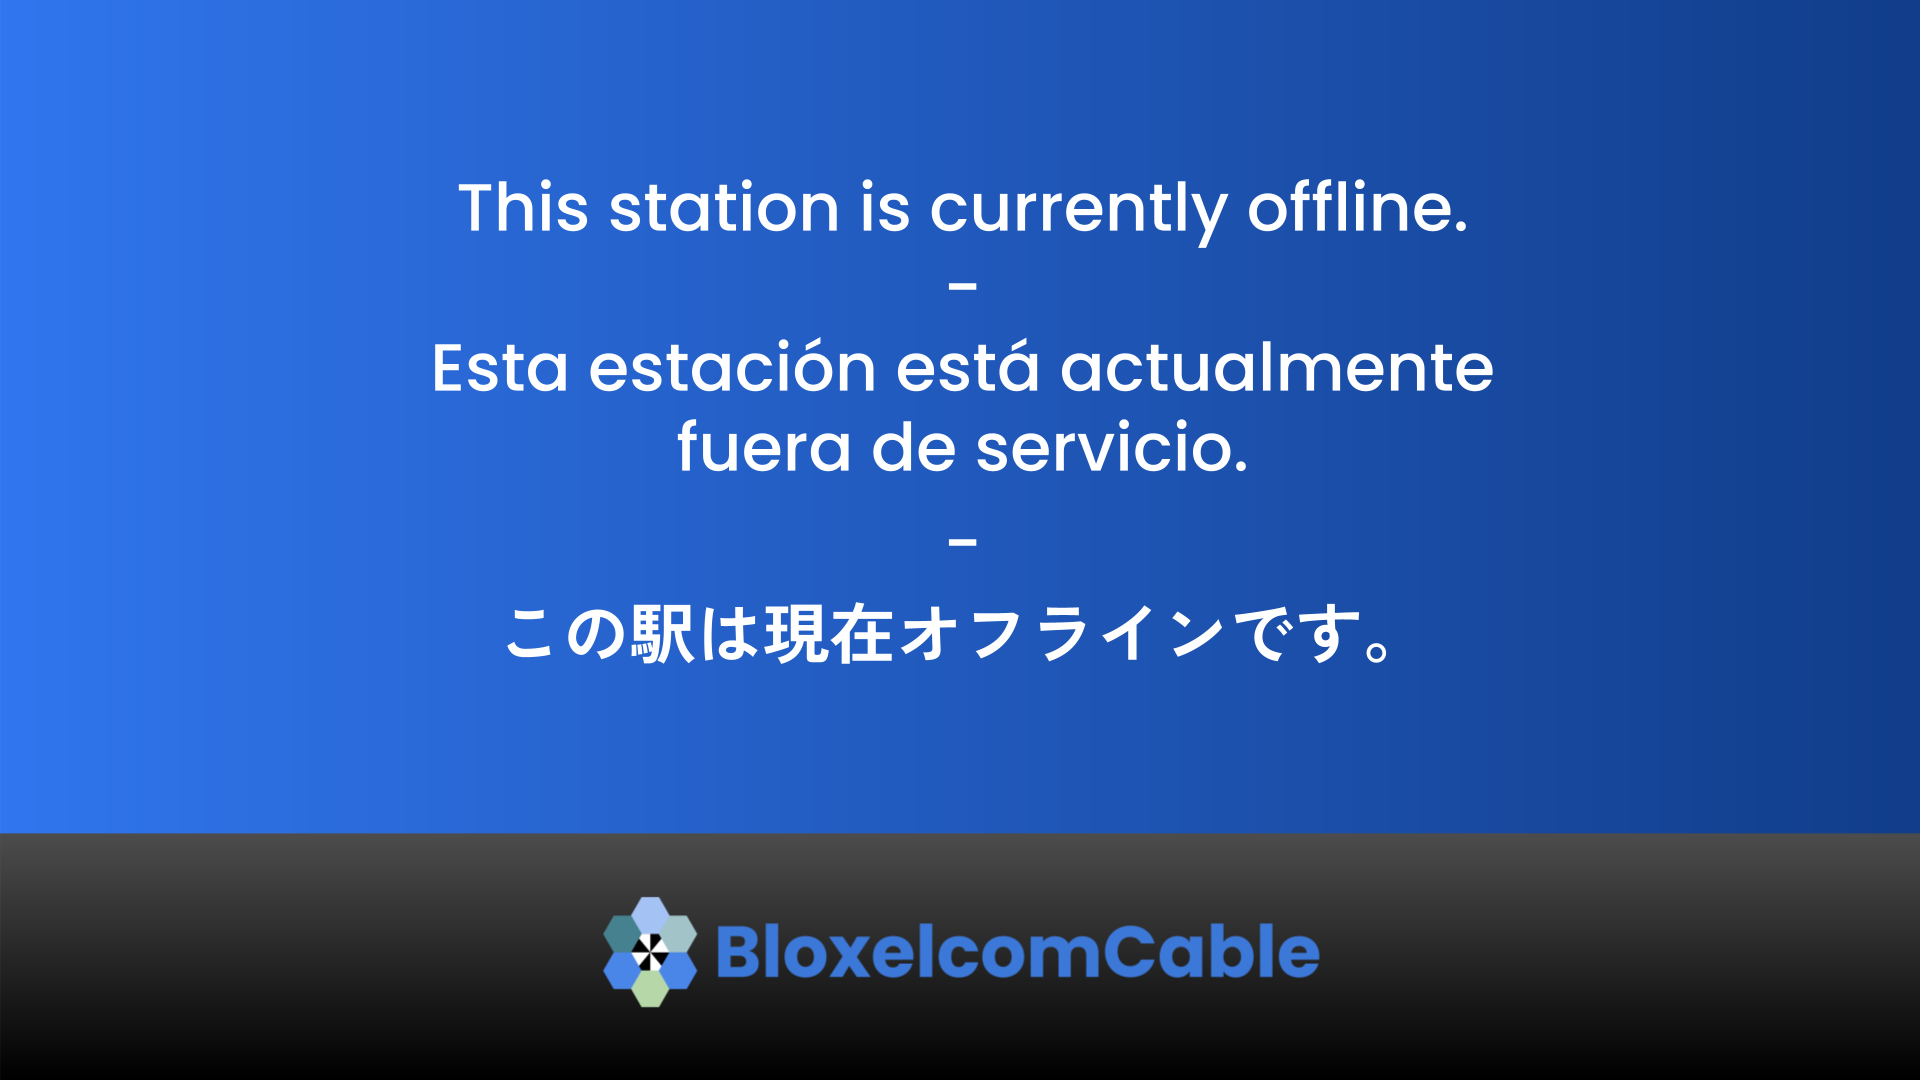 This station is currently offline.
-
Esta estación está actualmente
fuera de servicio.
-
この駅は現在オフラインです。
BloxelcomCable